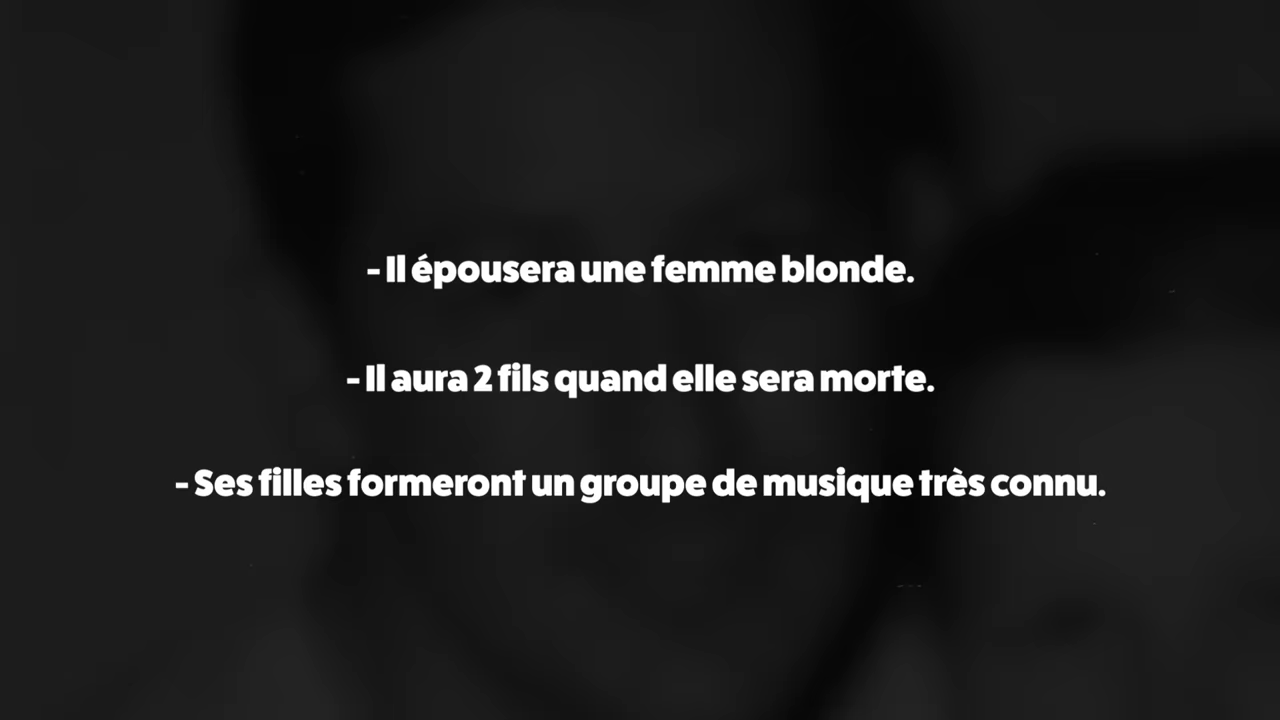 - Il épousera une femme blonde.
- Il aura 2 fils quand elle sera morte.
- Ses filles formeront un groupe de musique très connu.